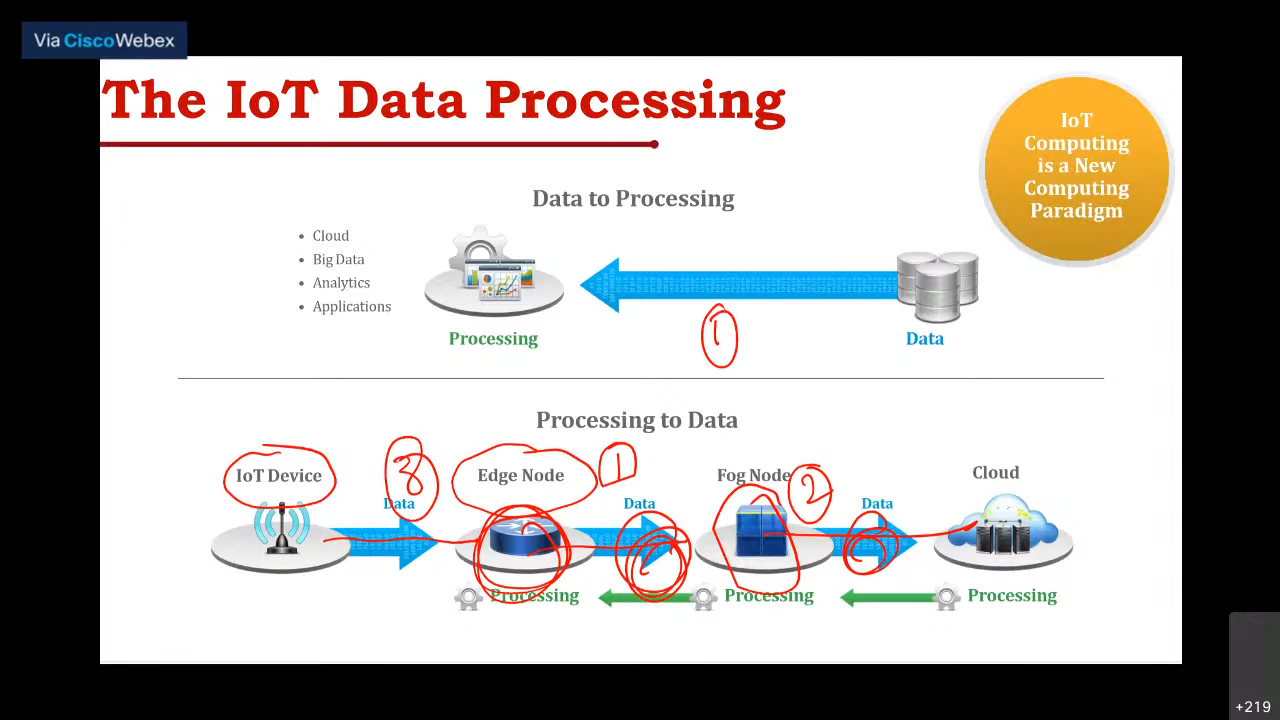 Via CiscoWebex
The IoT Data Processing
IoT
Computing
is a New
Computing
Paradigm
Data to Processing
• Cloud
• Big Data
• Analytics
• Applications
Processing
1
Data
Processing to Data
IoT Device
Edge Node
1
Fog Node
2
Cloud
Data
Data
Data
Processing
Processing
Processing
+219